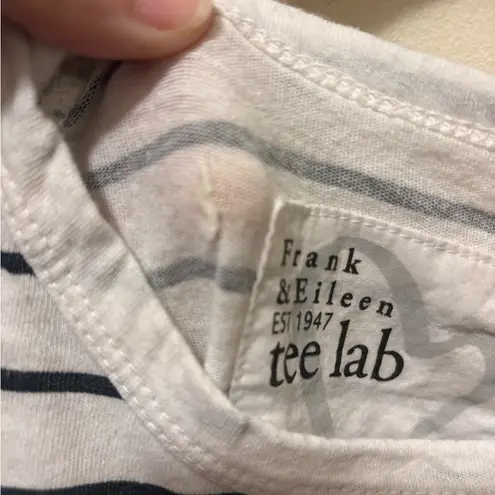 Frank
&Eileen
EST 1947
tee lab